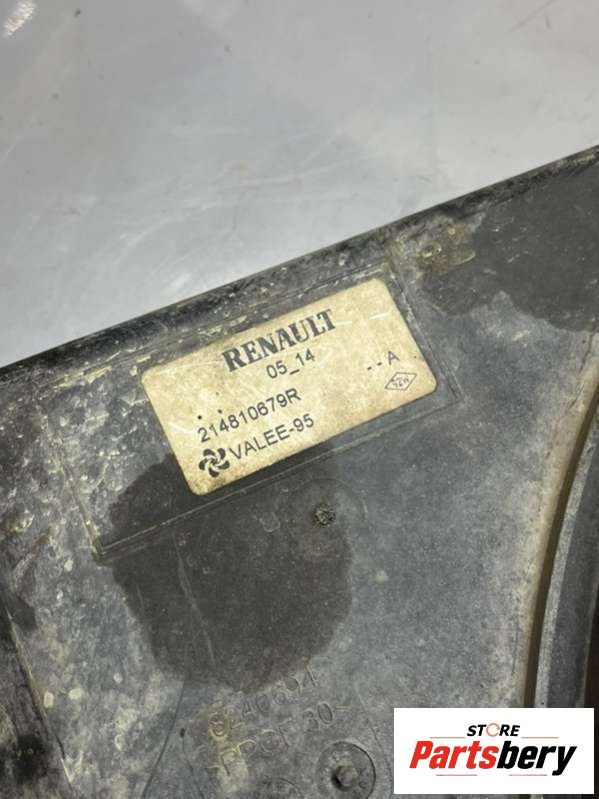 RENAULT
05_14
-- A
214810679R
VALEE-95
STORE
Partsbery